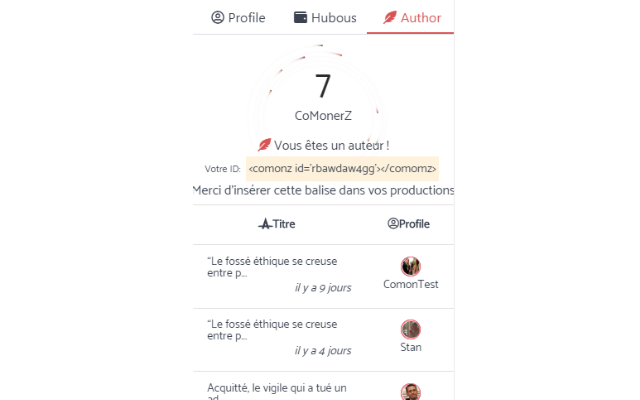 Profile Hubous Author
7
CoMonerZ
Vous êtes un auteur !
Votre ID: <comonz id='rbawdaw4gg'></comomz>
Merci d'insérer cette balise dans vos productions
Titre Profile
"Le fossé éthique se creuse
entre p...
il y a 9 jours
ComonTest
"Le fossé éthique se creuse
entre p...
il y a 4 jours
Stan
Acquitté, le vigile qui a tué un
ad...